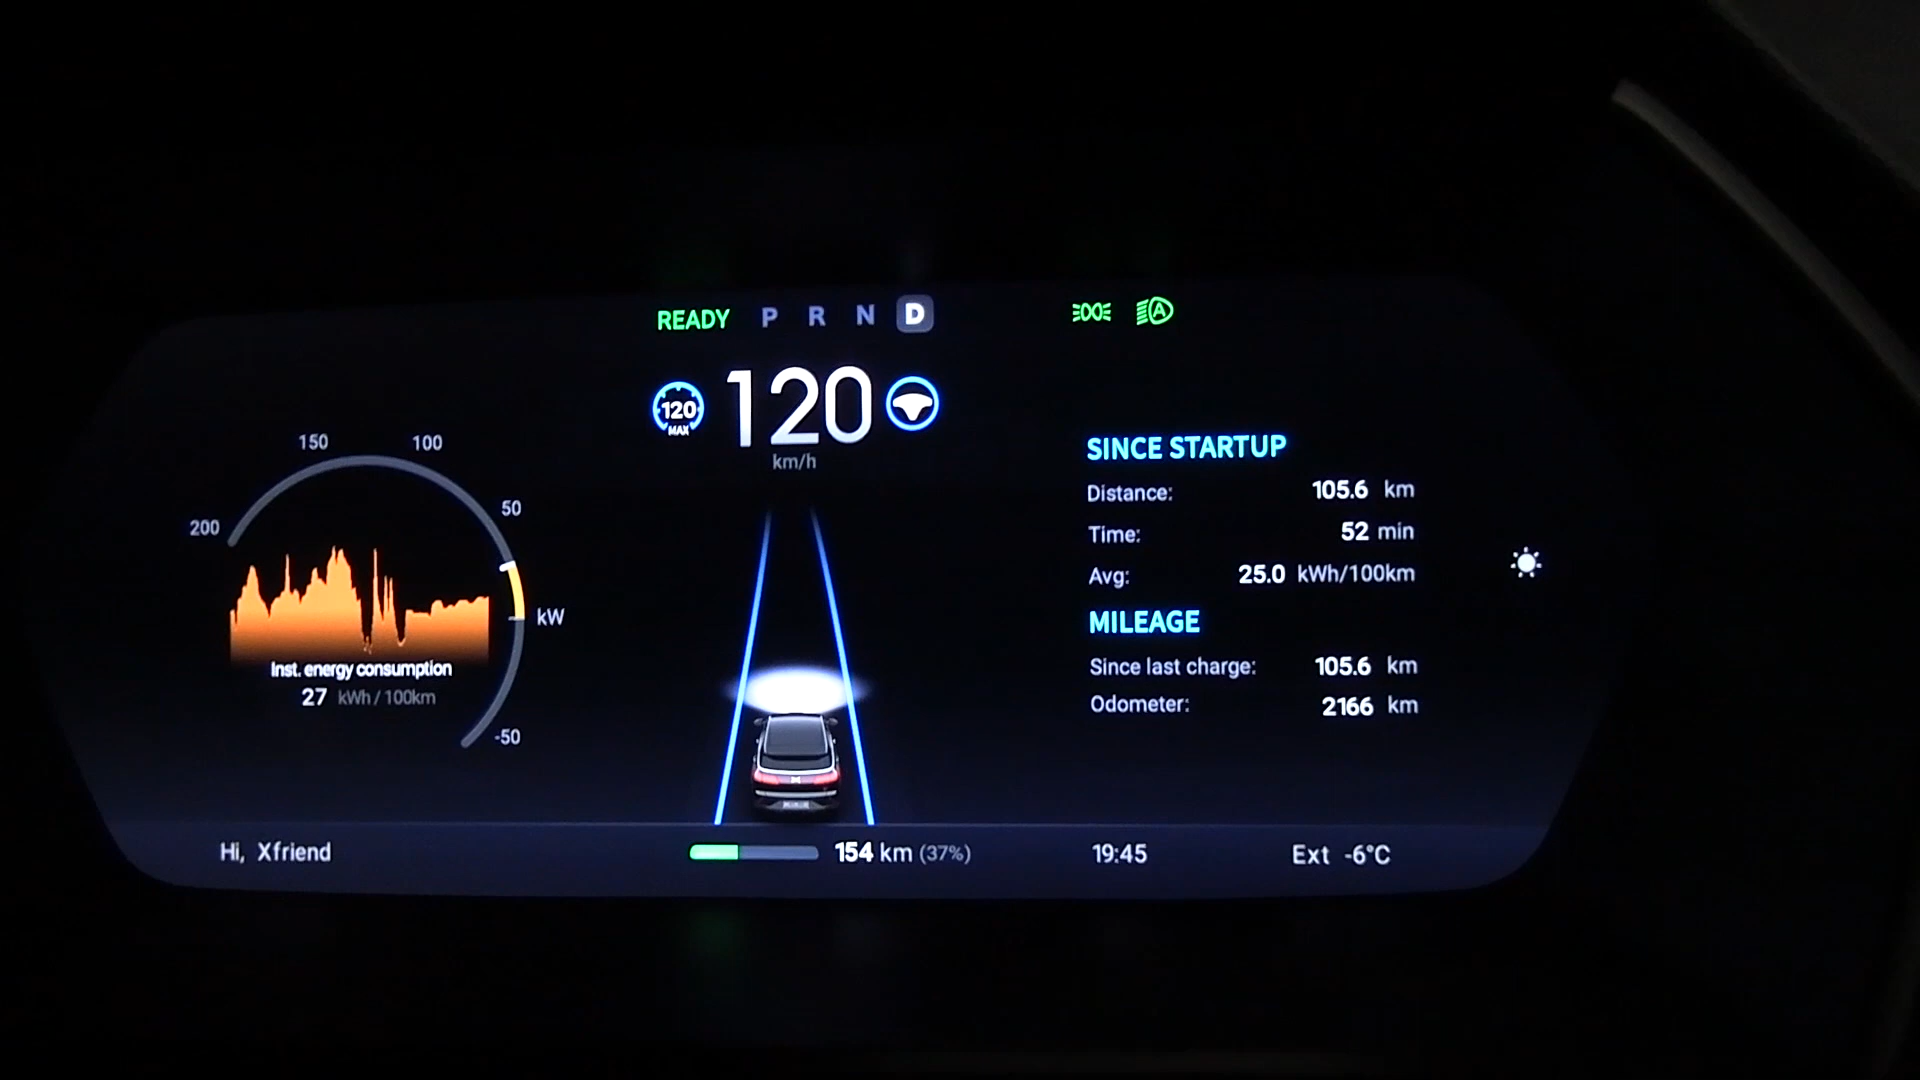 READY P R N D
120 MAX 120
km/h
150 100
200 50
kW
-50
Inst. energy consumption
27 kWh / 100km
SINCE STARTUP
Distance: 105.6 km
Time: 52 min
Avg: 25.0 kWh/100km
MILEAGE
Since last charge: 105.6 km
Odometer: 2166 km
Hi, Xfriend 154 km (37%) 19:45 Ext -6°C